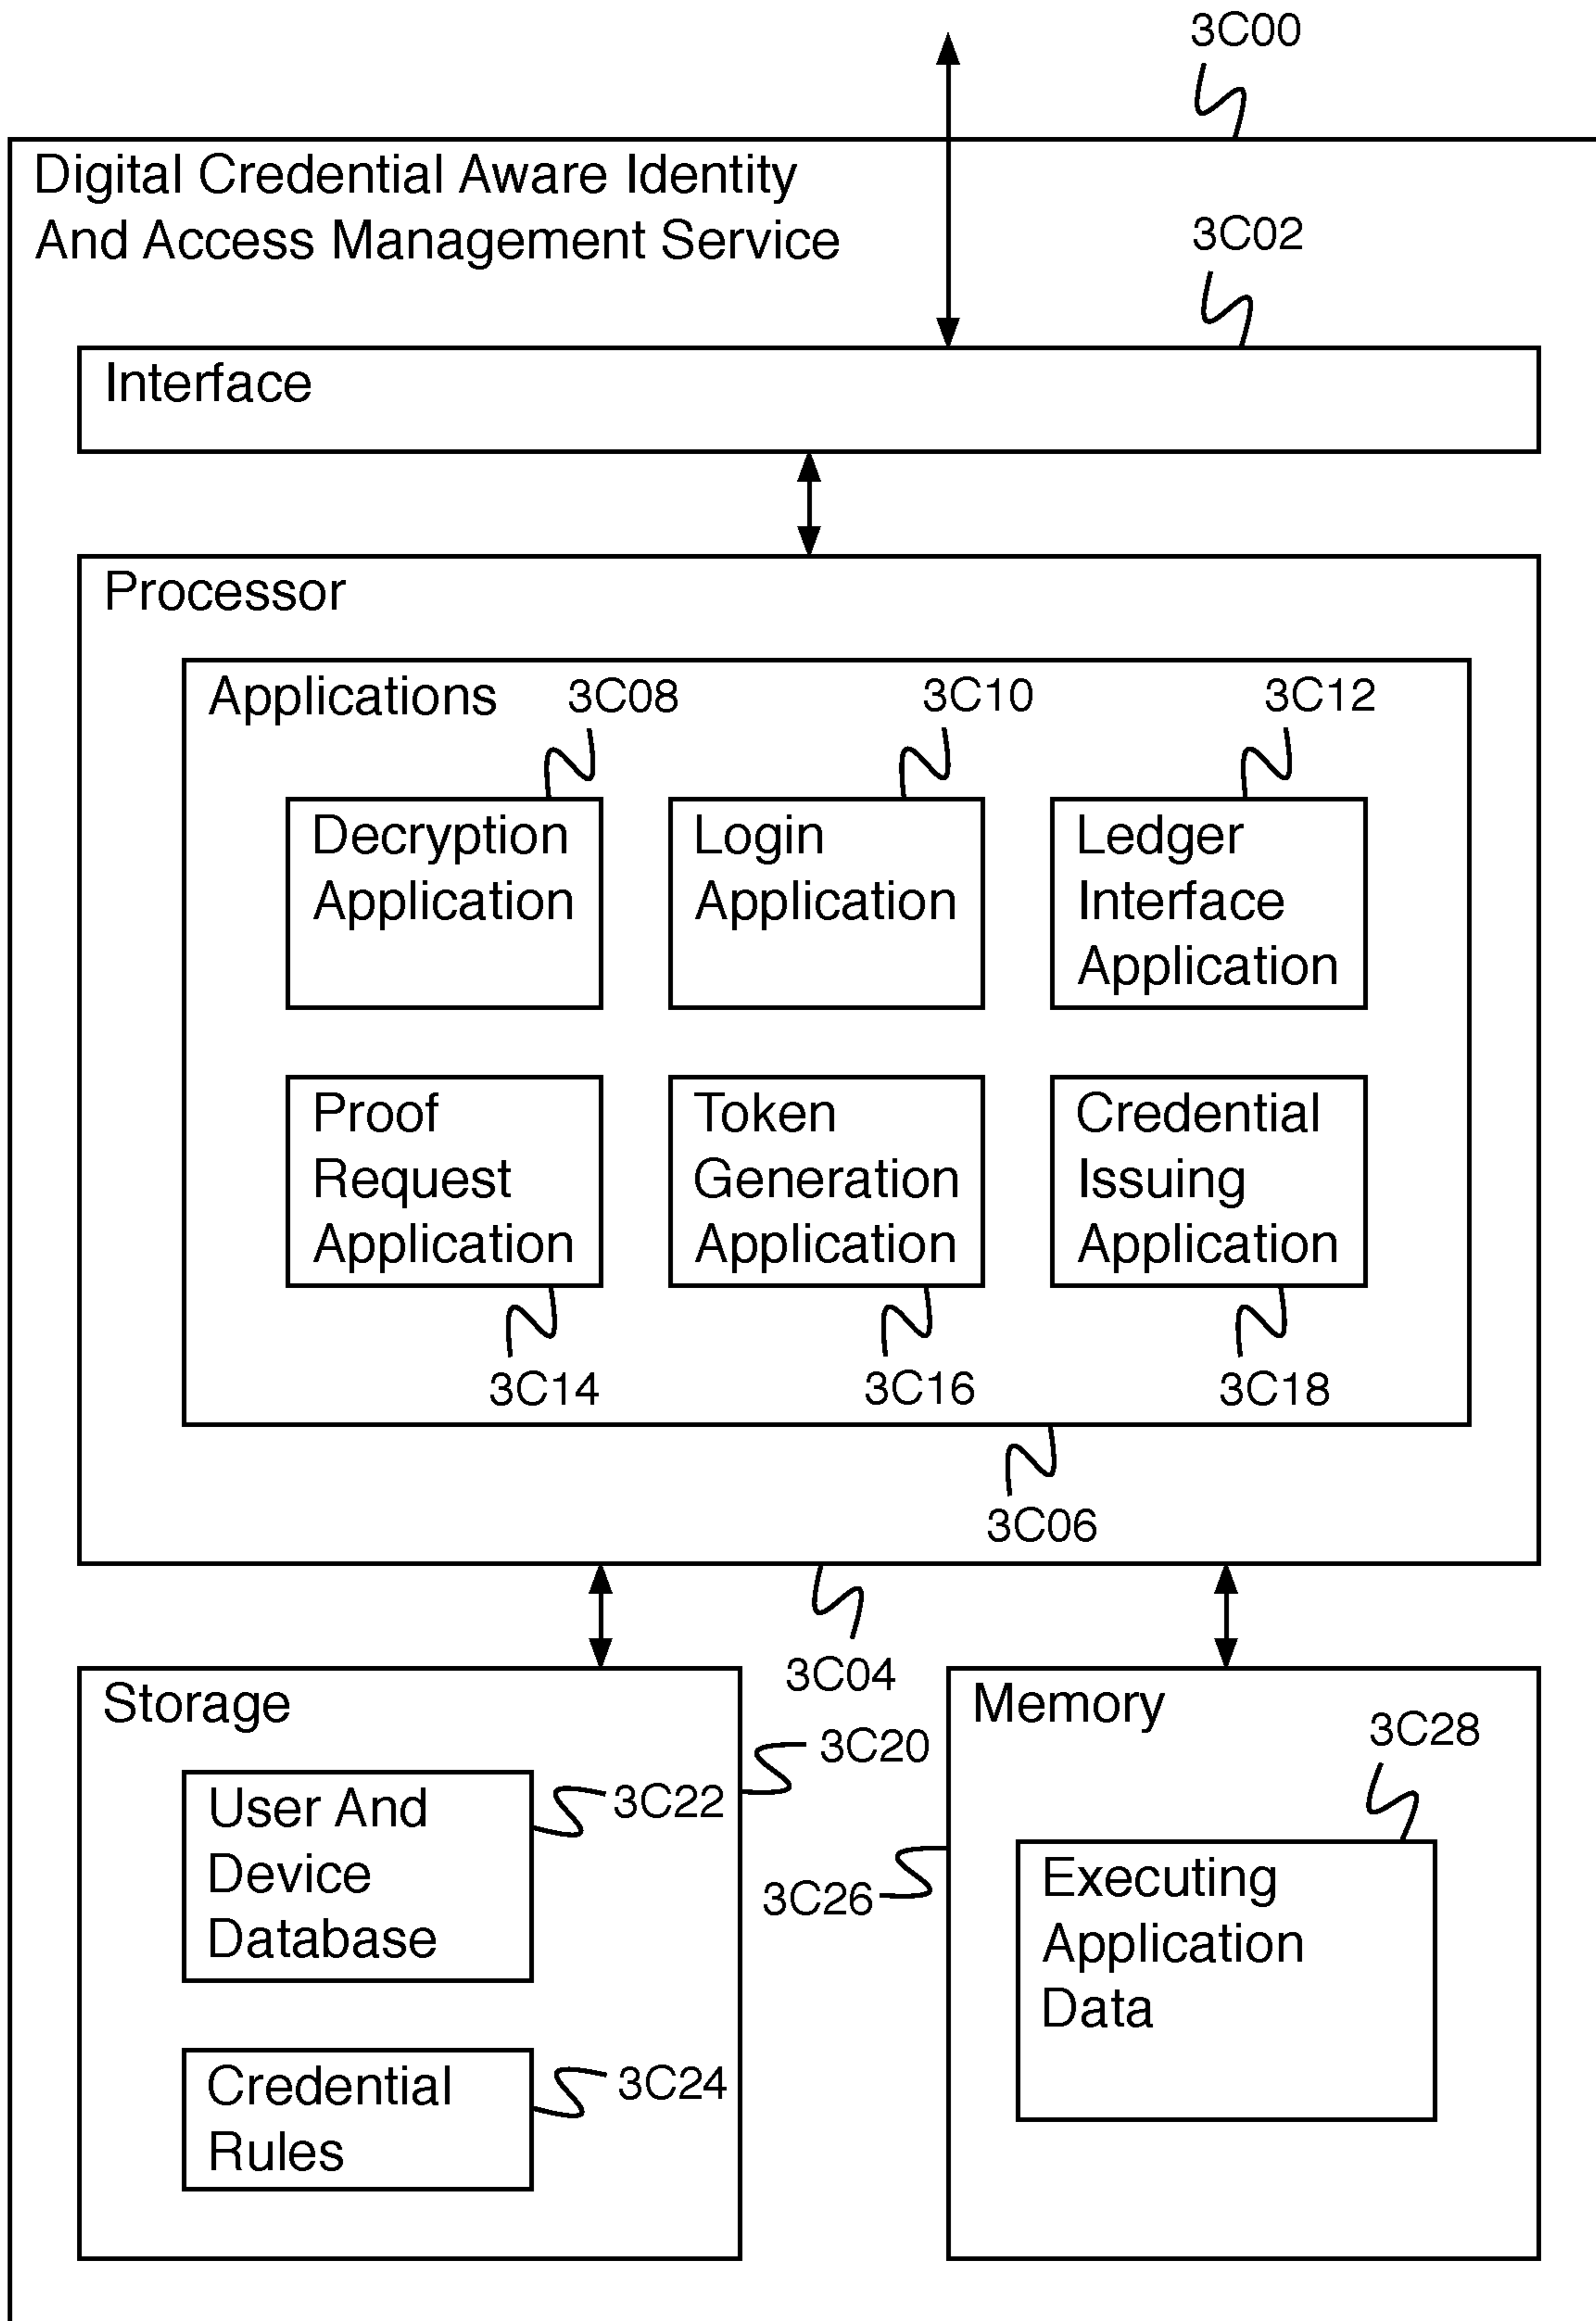 3C00
Digital Credential Aware Identity
And Access Management Service
3C02
Interface
Processor
Applications
3C08
3C10
3C12
Decryption
Application
Login
Application
Ledger
Interface
Application
Proof
Request
Application
Token
Generation
Application
Credential
Issuing
Application
3C14
3C16
3C18
3C06
3C04
Storage
3C20
User And
Device
Database
3C22
Credential
Rules
3C24
Memory
3C26
3C28
Executing
Application
Data